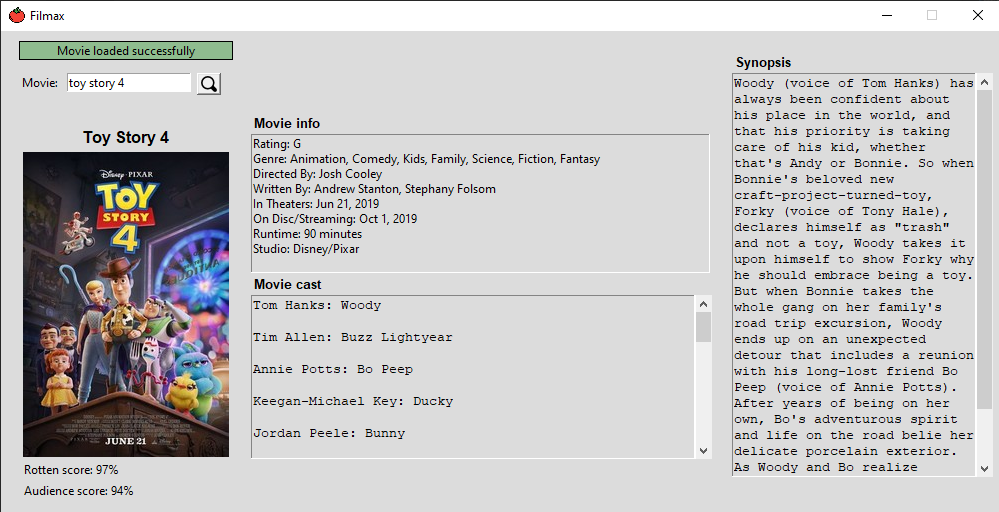 Filmax
Movie loaded successfully
Movie: toy story 4
Toy Story 4
Disney · PIXAR
TOY
STORY
4
JUNE 21
Rotten score: 97%
Audience score: 94%
Movie info
Rating: G
Genre: Animation, Comedy, Kids, Family, Science, Fiction, Fantasy
Directed By: Josh Cooley
Written By: Andrew Stanton, Stephany Folsom
In Theaters: Jun 21, 2019
On Disc/Streaming: Oct 1, 2019
Runtime: 90 minutes
Studio: Disney/Pixar
Movie cast
Tom Hanks: Woody
Tim Allen: Buzz Lightyear
Annie Potts: Bo Peep
Keegan-Michael Key: Ducky
Jordan Peele: Bunny
Synopsis
Woody (voice of Tom Hanks) has
always been confident about
his place in the world, and
that his priority is taking
care of his kid, whether
that's Andy or Bonnie. So when
Bonnie's beloved new
craft-project-turned-toy,
Forky (voice of Tony Hale),
declares himself as "trash"
and not a toy, Woody takes it
upon himself to show Forky why
he should embrace being a toy.
But when Bonnie takes the
whole gang on her family's
road trip excursion, Woody
ends up on an unexpected
detour that includes a reunion
with his long-lost friend Bo
Peep (voice of Annie Potts).
After years of being on her
own, Bo's adventurous spirit
and life on the road belie her
delicate porcelain exterior.
As Woody and Bo realize